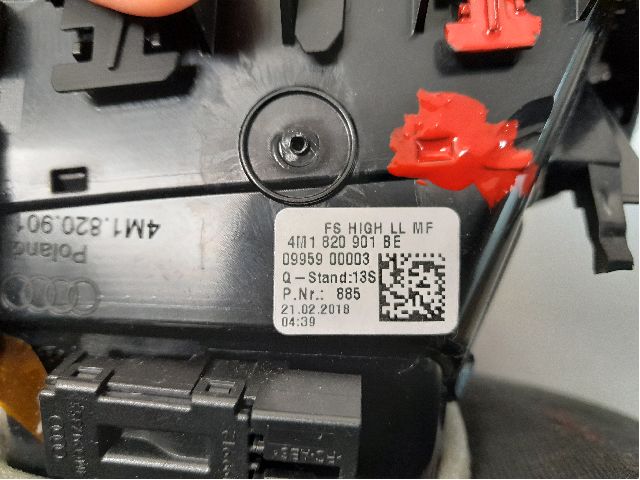 4M1.820.901
Poland
FS HIGH LL MF
4M1 820 901 BE
09959 00003
Q-Stand:13S
P.Nr.: 885
21.02.2018
04:39